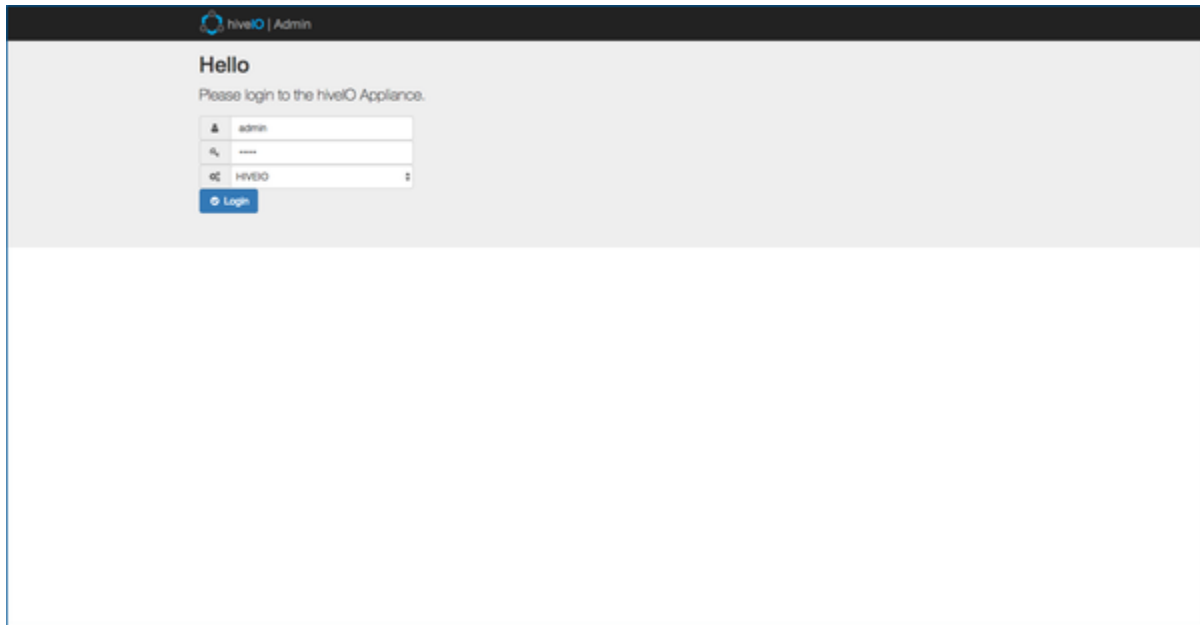 hiveIO | Admin
Hello
Please login to the hiveIO Appliance.
admin
•••••
HIVEIO
Login